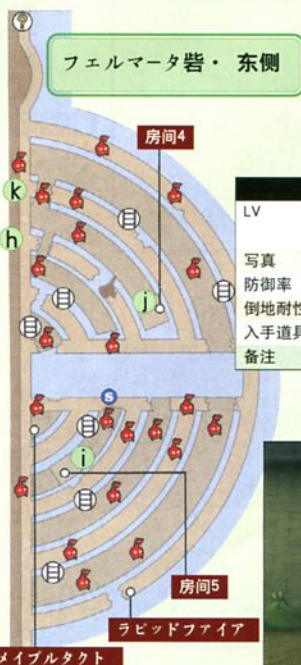 ?
フェルマータ砦・ 东侧
房间4
k
h
j
LV
写真
防御率
倒地耐性
入手道具
备注
S
i
房间5
ラピッドファイア
メイプルタクト